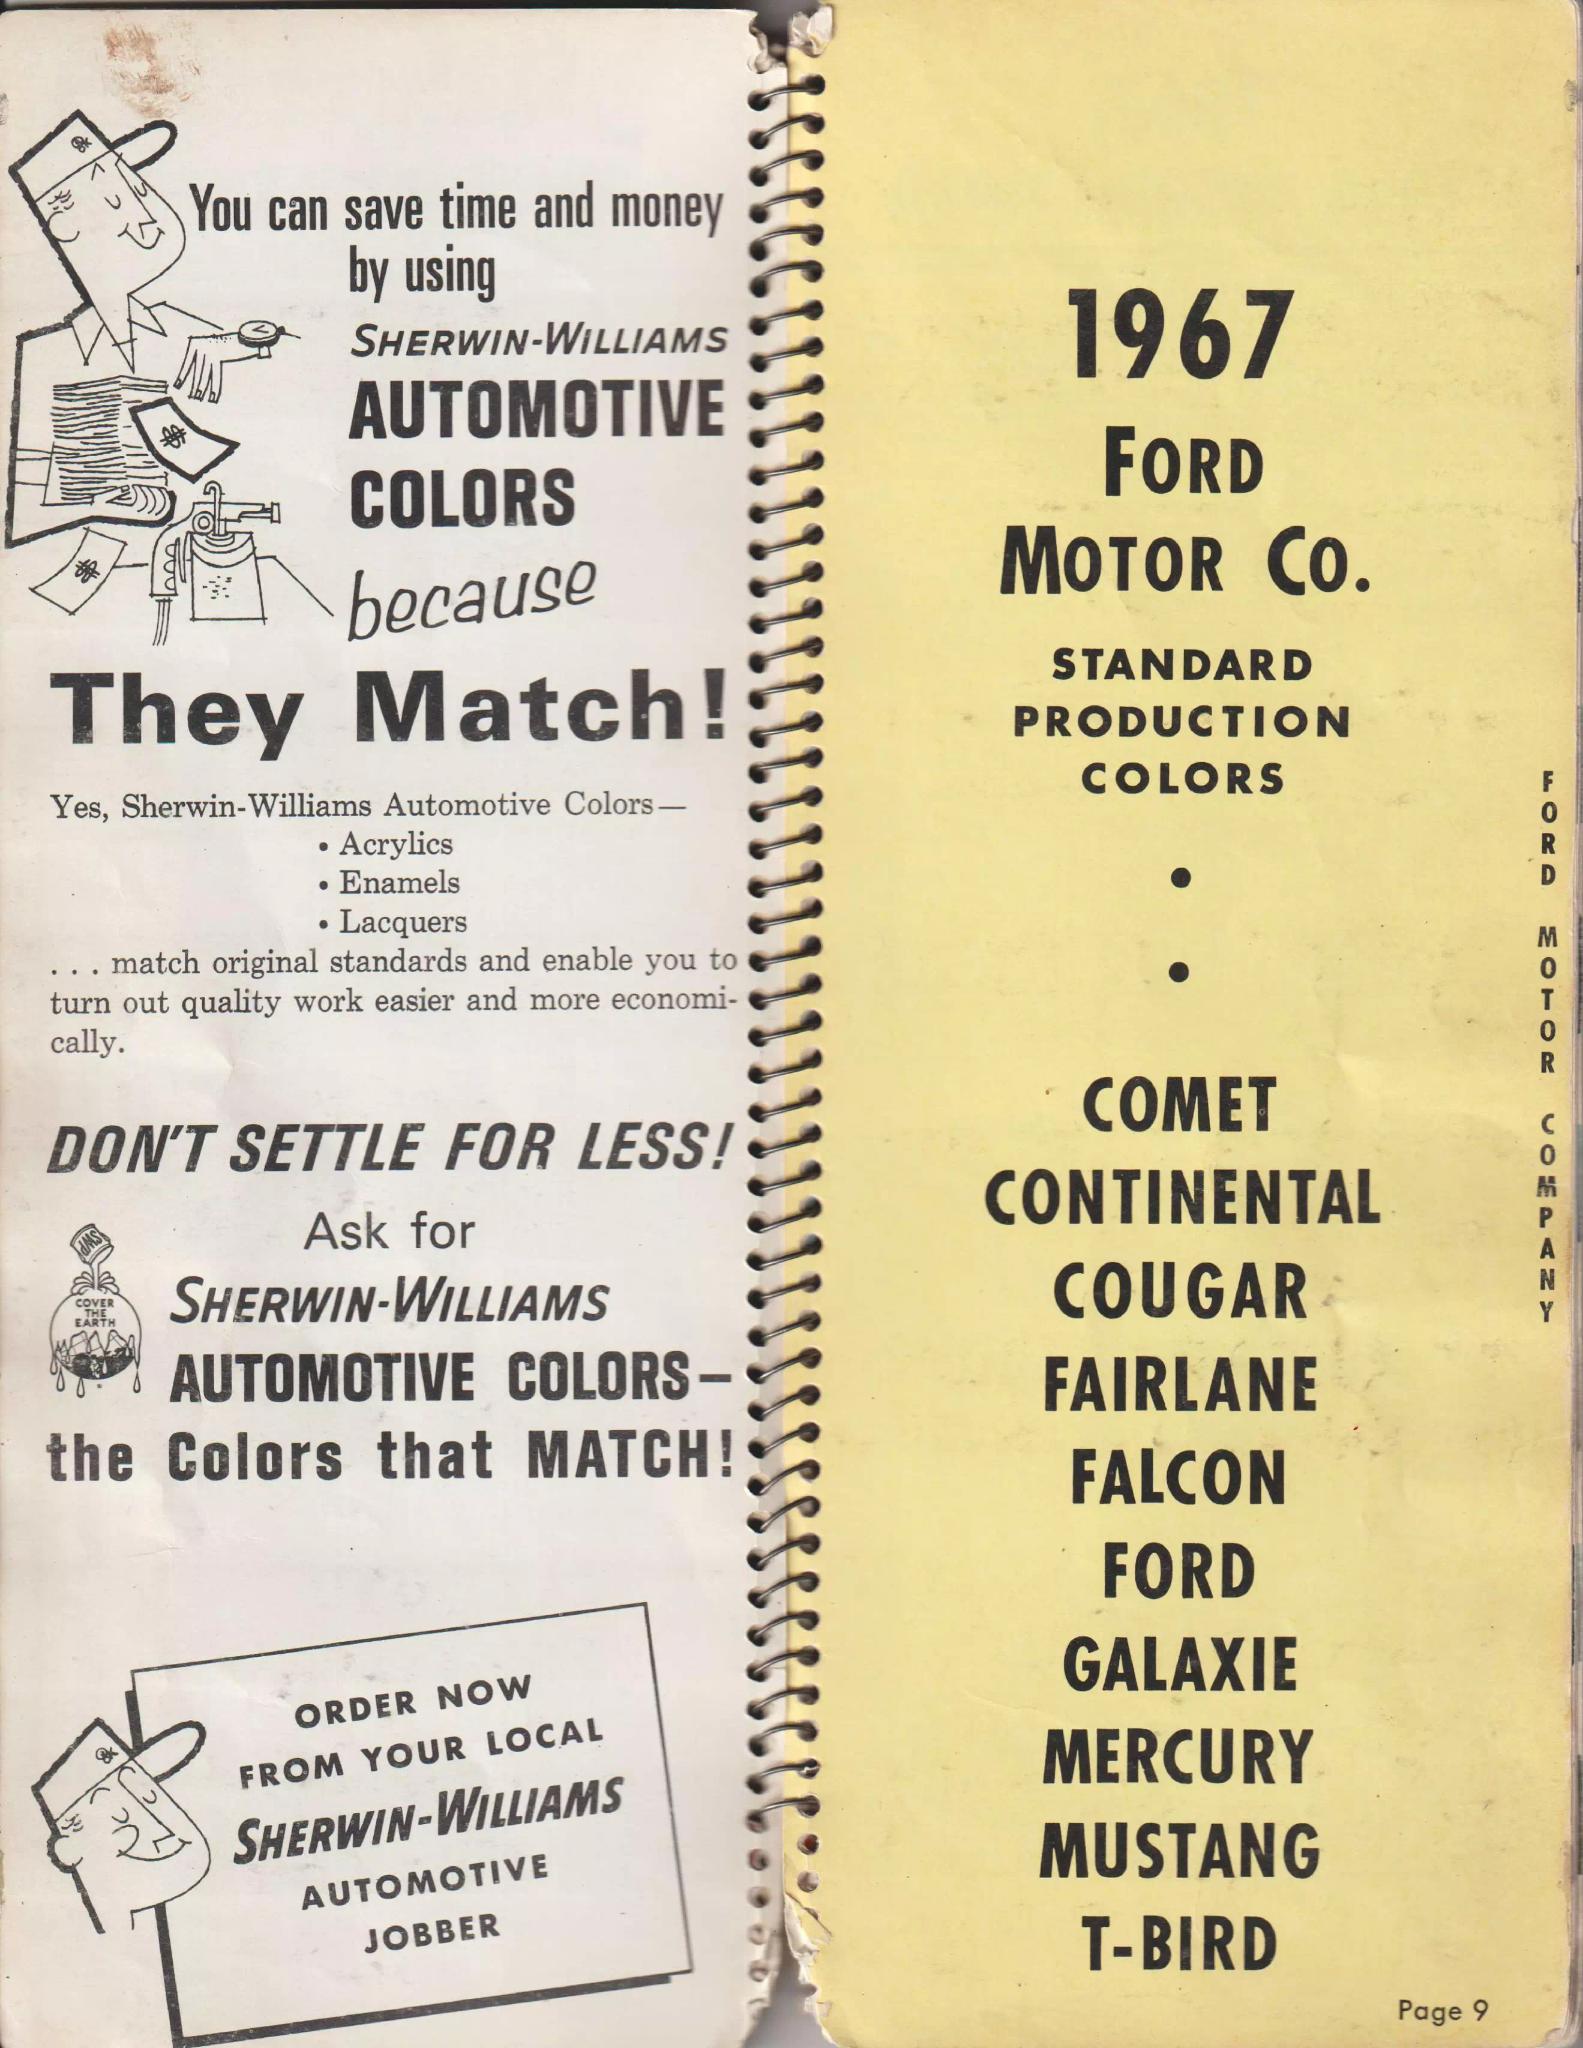 You can save time and money
by using
SHERWIN-WILLIAMS
AUTOMOTIVE
COLORS
because
They Match!
Yes, Sherwin-Williams Automotive Colors—
• Acrylics
• Enamels
• Lacquers
. . . match original standards and enable you to
turn out quality work easier and more economi-
cally.
DON'T SETTLE FOR LESS!
Ask for
SWP
COVER
THE
EARTH
SHERWIN-WILLIAMS
AUTOMOTIVE COLORS—
the Colors that MATCH!
ORDER NOW
FROM YOUR LOCAL
SHERWIN-WILLIAMS
AUTOMOTIVE
JOBBER
1967
FORD
MOTOR CO.
STANDARD
PRODUCTION
COLORS
•
•
COMET
CONTINENTAL
COUGAR
FAIRLANE
FALCON
FORD
GALAXIE
MERCURY
MUSTANG
T-BIRD
Page 9
FORD MOTOR COMPANY